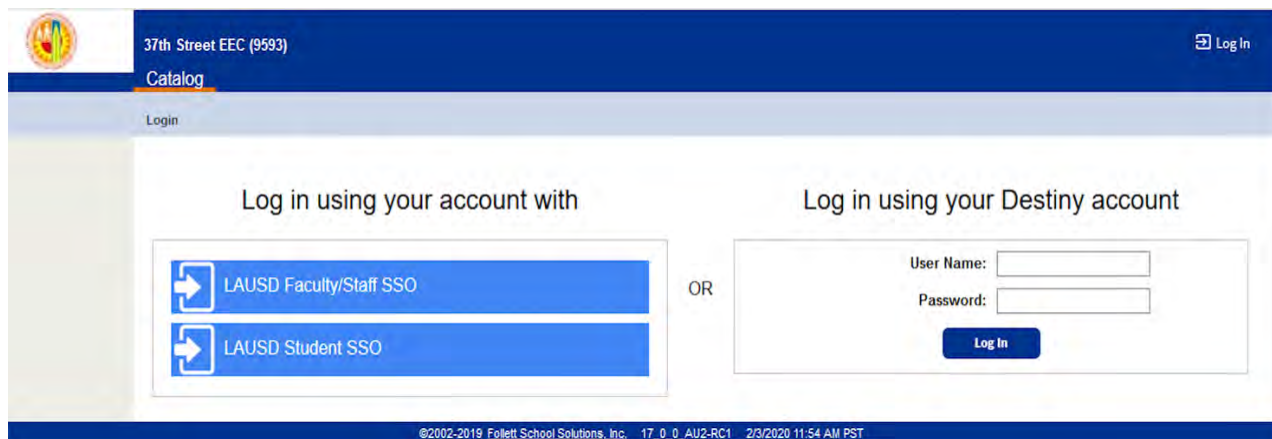 37th Street EEC (9593)
Log In
Catalog
Login
Log in using your account with
LAUSD Faculty/Staff SSO
LAUSD Student SSO
OR
Log in using your Destiny account
User Name:
Password:
Log In
©2002-2019 Follett School Solutions, Inc. 17_0_0_AU2-RC1 2/3/2020 11:54 AM PST